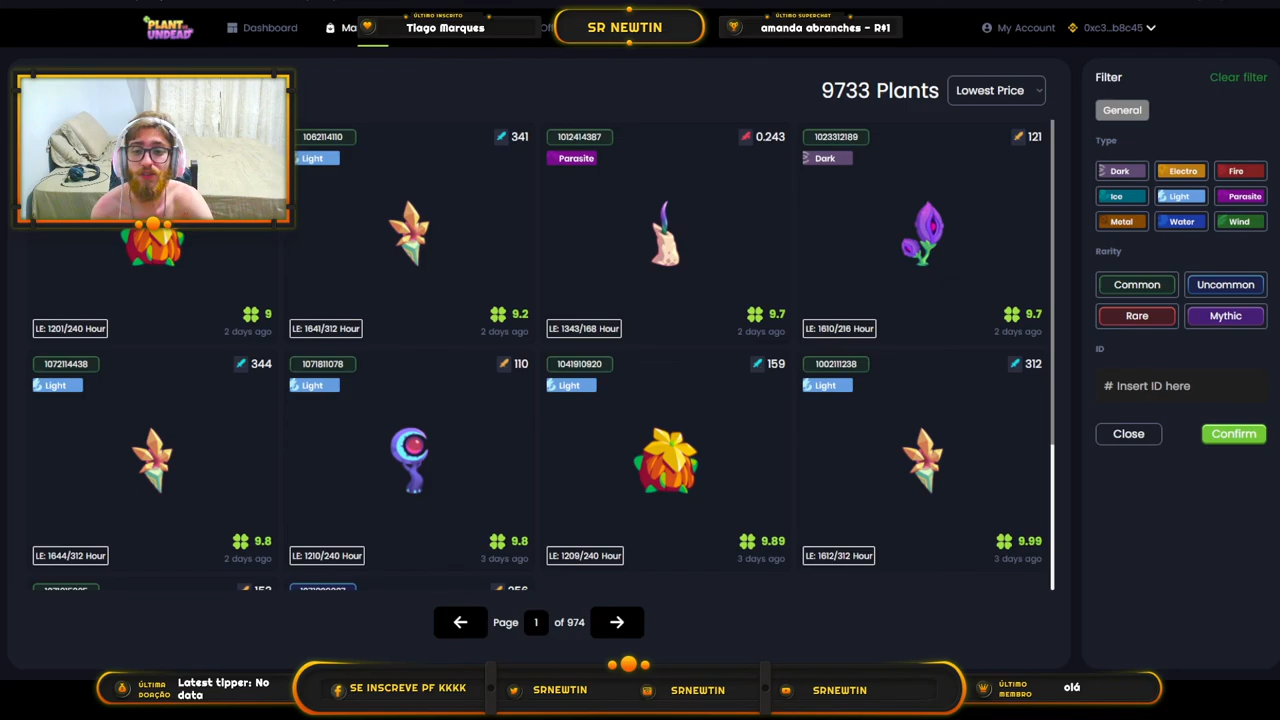 PLANT
UNDEAD
Dashboard
Ma
ÚLTIMO INSCRITO
Tiago Marques
SR NEWTIN
ÚLTIMO SUPERCHAT
amanda abranches - R$1
My Account
0xc3...b8c45
9733 Plants
Lowest Price
1062114110
341
Light
1012414387
0.243
Parasite
1023312189
121
Dark
LE: 1201/240 Hour
9
2 days ago
LE: 1641/312 Hour
9.2
2 days ago
LE: 1343/168 Hour
9.7
2 days ago
LE: 1610/216 Hour
9.7
2 days ago
1072114438
344
Light
1071811078
110
Light
1041910920
159
Light
1002111238
312
Light
LE: 1644/312 Hour
9.8
2 days ago
LE: 1210/240 Hour
9.8
3 days ago
LE: 1209/240 Hour
9.89
3 days ago
LE: 1612/312 Hour
9.99
3 days ago
Page 1 of 974
Filter
Clear filter
General
Type
Dark Electro Fire
Ice Light Parasite
Metal Water Wind
Rarity
Common Uncommon
Rare Mythic
ID
# Insert ID here
Close Confirm
ÚLTIMA
DOAÇÃO
Latest tipper: No
data
SE INSCREVE PF KKKK
SRNEWTIN
SRNEWTIN
SRNEWTIN
ÚLTIMO
MEMBRO
olá